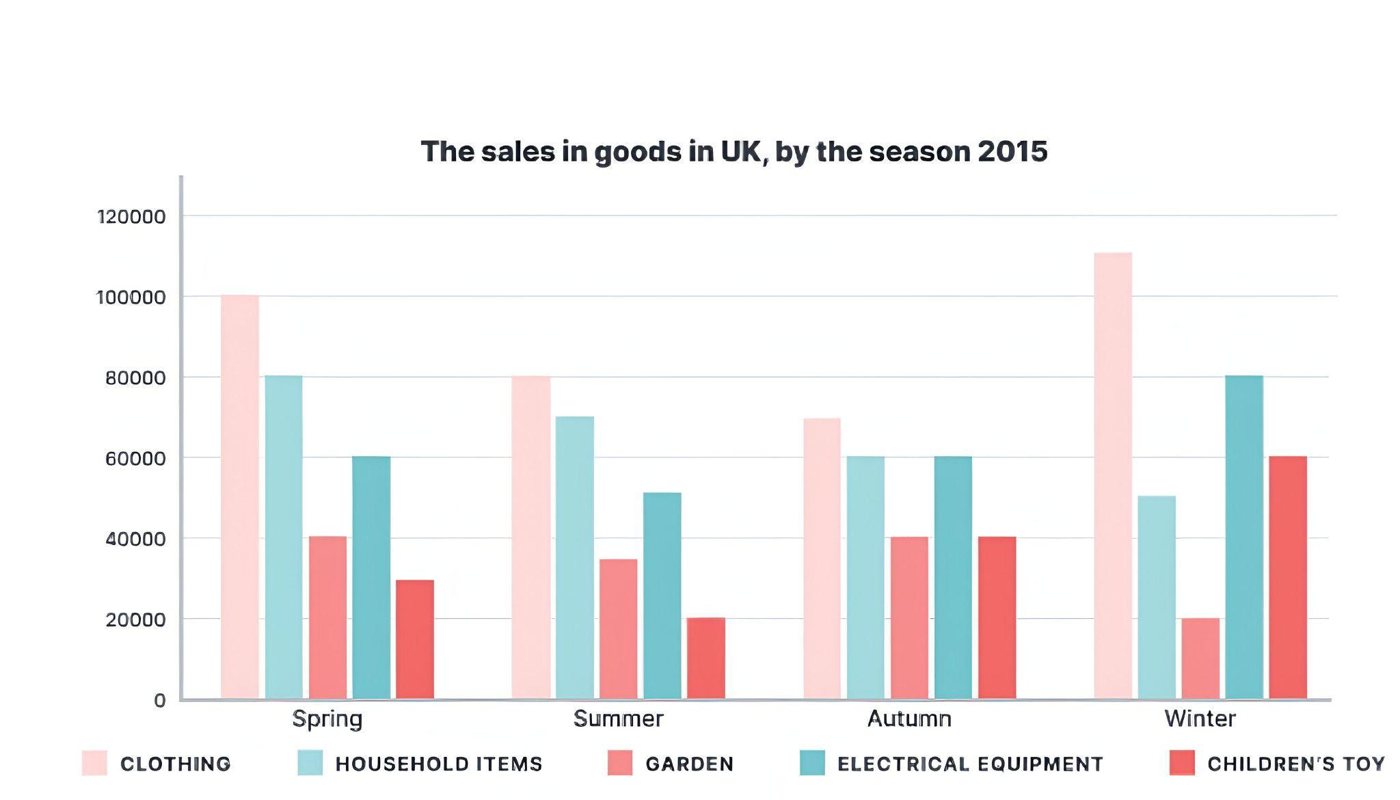 The sales in goods in UK, by the season 2015
120000
100000
80000
60000
40000
20000
0
Spring Summer Autumn Winter
CLOTHING HOUSEHOLD ITEMS GARDEN ELECTRICAL EQUIPMENT CHILDREN'S TOY